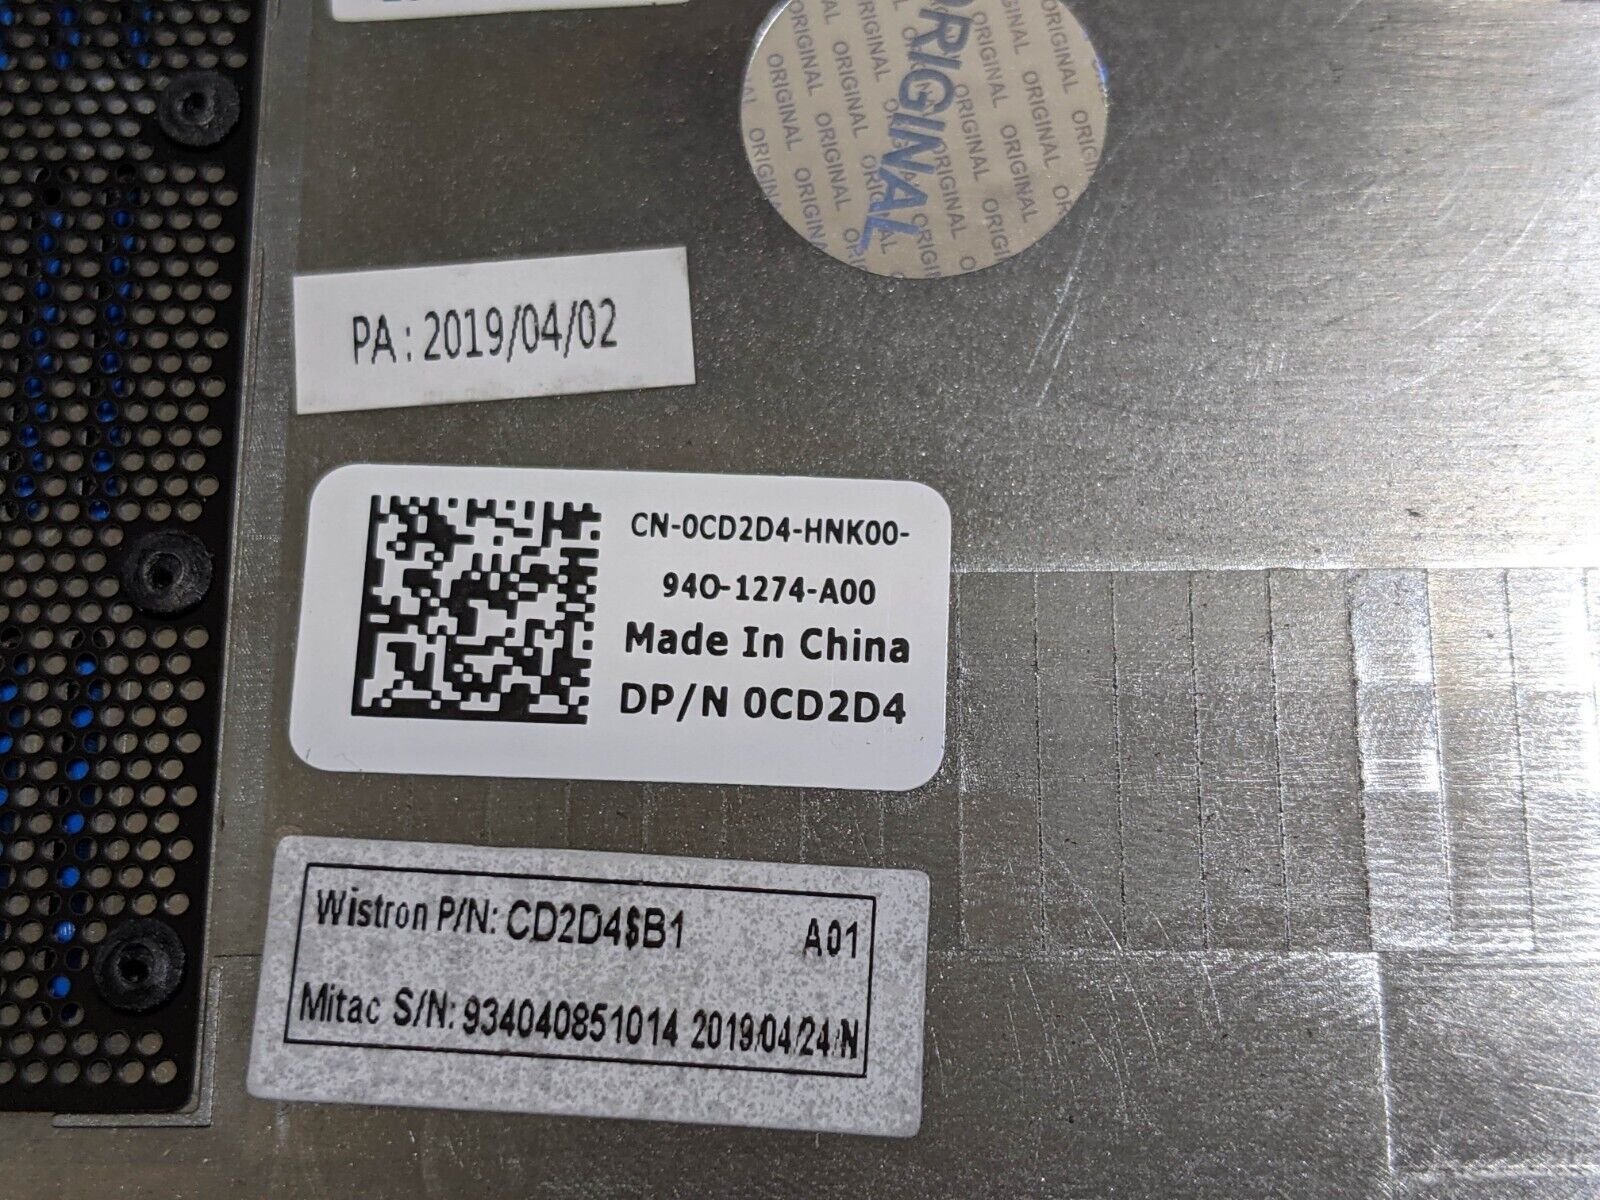 ORIGINAL
PA: 2019/04/02
CN-0CD2D4-HNK00-
94O-1274-A00
Made In China
DP/N 0CD2D4
Wistron P/N: CD2D4$B1 A01
Mitac S/N: 934040851014 2019/04/24/N